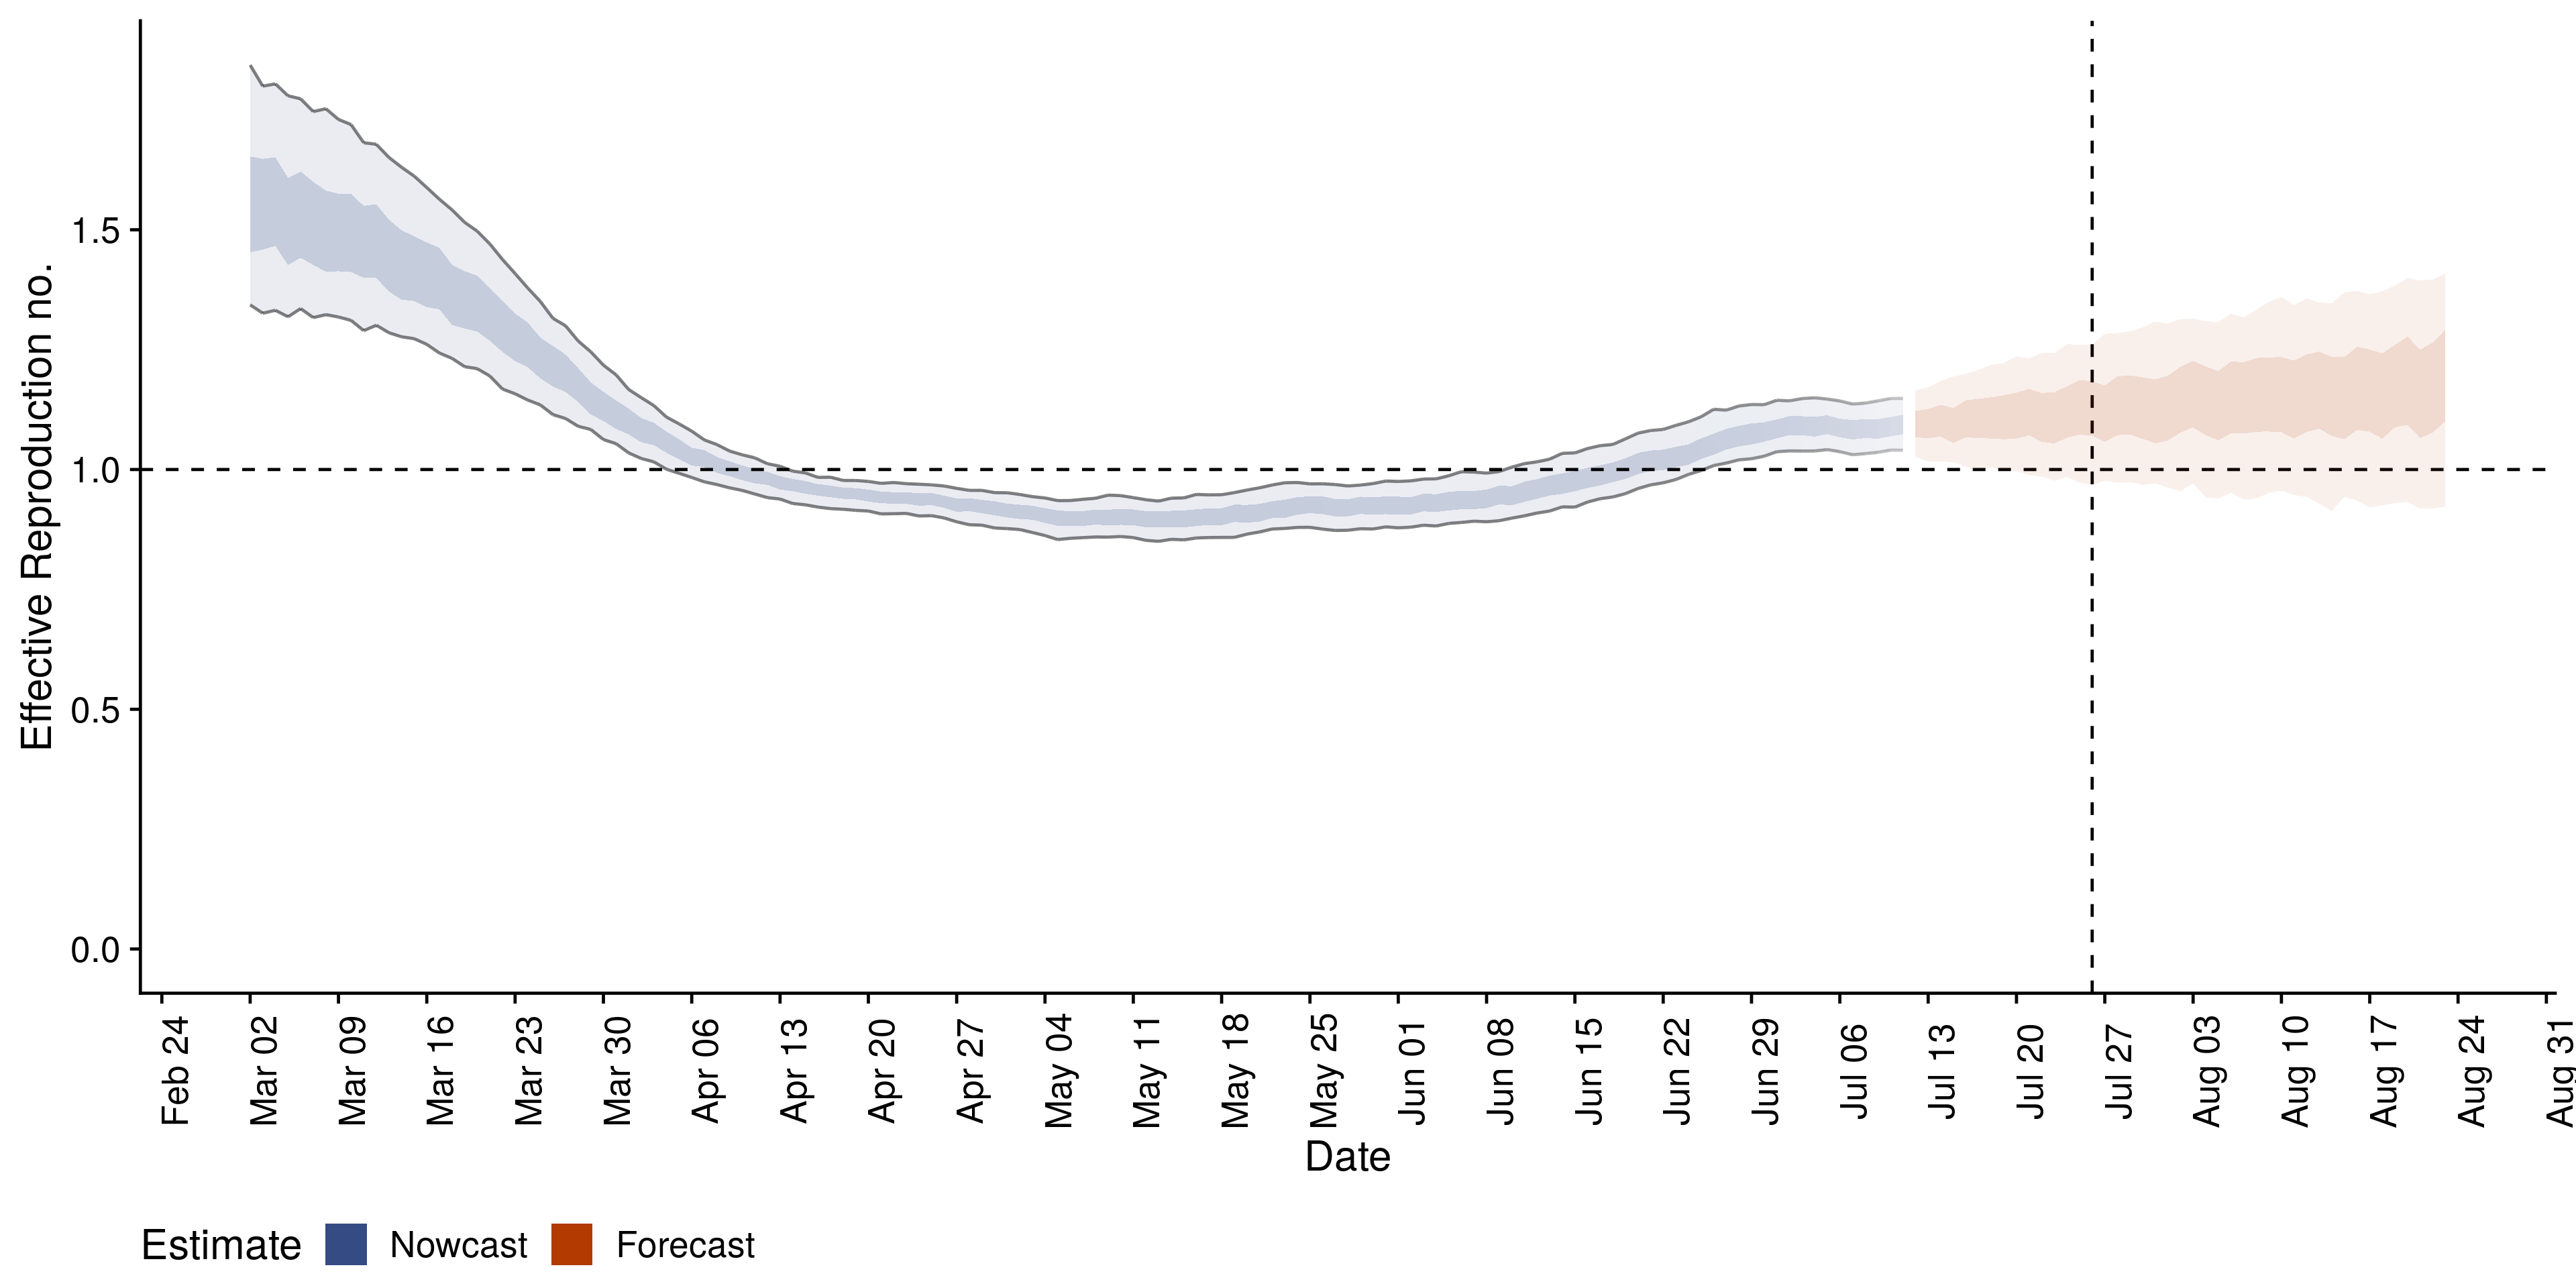 Effective Reproduction no.
1.5
1.0
0.5
0.0
Feb 24
Mar 02
Mar 09
Mar 16
Mar 23
Mar 30
Apr 06
Apr 13
Apr 20
Apr 27
May 04
May 11
May 18
May 25
Jun 01
Jun 08
Jun 15
Jun 22
Jun 29
Jul 06
Jul 13
Jul 20
Jul 27
Aug 03
Aug 10
Aug 17
Aug 24
Aug 31
Date
Estimate Nowcast Forecast